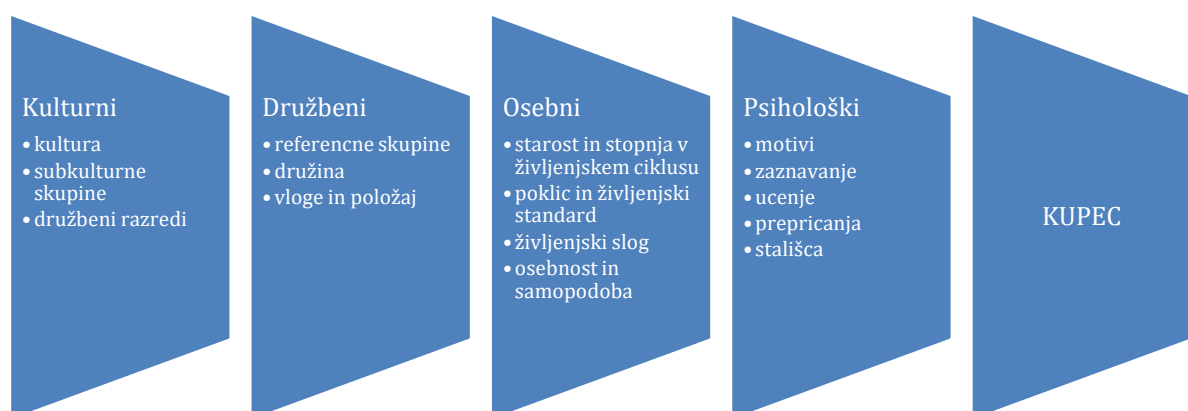 Kulturni
• kultura
• subkulturne
skupine
• družbeni razredi
Družbeni
• referencne skupine
• družina
• vloge in položaj
Osebni
• starost in stopnja v
življenjskem ciklusu
• poklic in življenjski
standard
• življenjski slog
• osebnost in
samopodoba
Psihološki
• motivi
• zaznavanje
• ucenje
• prepricanja
• stališca
KUPEC